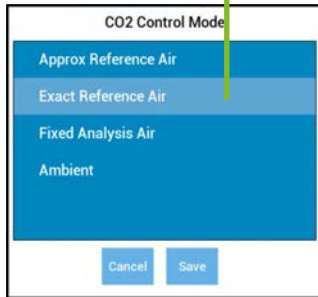 CO2 Control Mode
Approx Reference Air
Exact Reference Air
Fixed Analysis Air
Ambient
Cancel Save